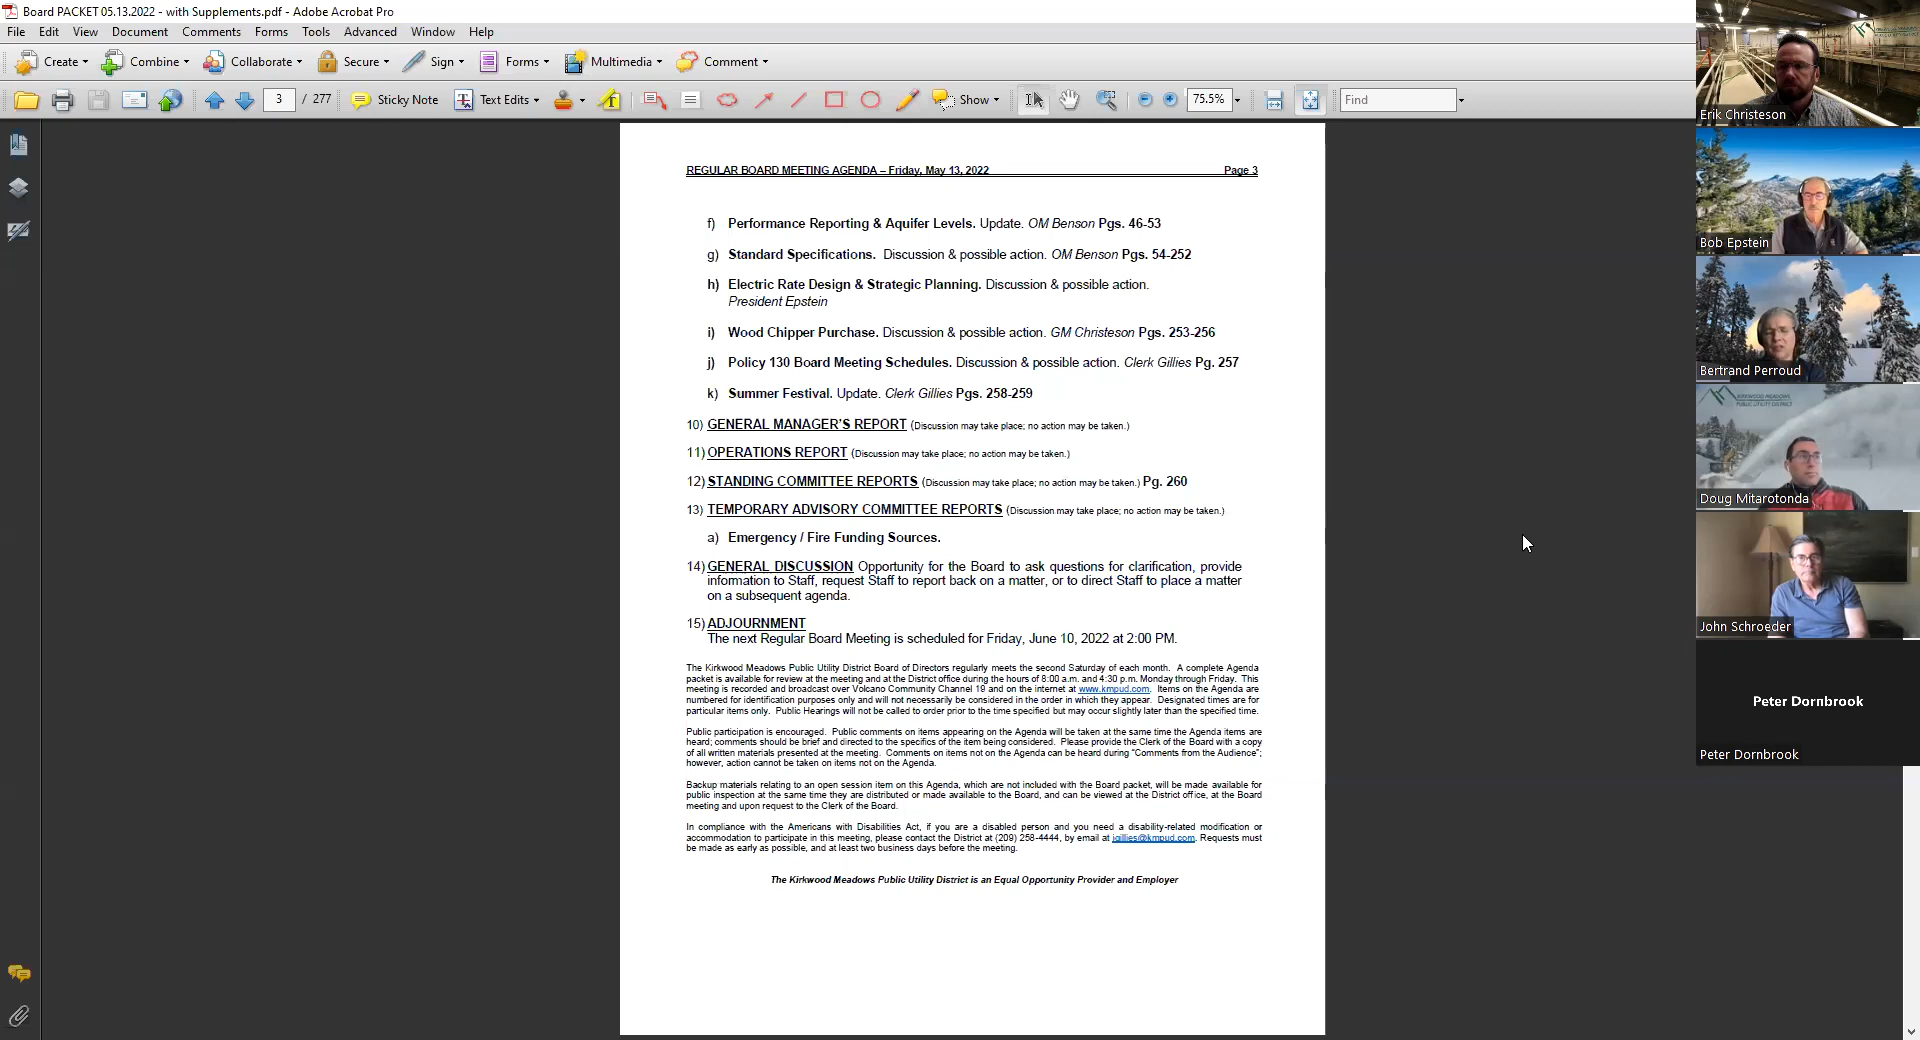 Board PACKET 05.13.2022 - with Supplements.pdf - Adobe Acrobat Pro
File Edit View Document Comments Forms Tools Advanced Window Help
Create Combine Collaborate Secure Sign Forms Multimedia Comment
3 / 277 Sticky Note Text Edits Show 75.5% Find
REGULAR BOARD MEETING AGENDA – Friday, May 13, 2022 Page 3
f) Performance Reporting & Aquifer Levels. Update. OM Benson Pgs. 46-53
g) Standard Specifications. Discussion & possible action. OM Benson Pgs. 54-252
h) Electric Rate Design & Strategic Planning. Discussion & possible action.
President Epstein
i) Wood Chipper Purchase. Discussion & possible action. GM Christeson Pgs. 253-256
j) Policy 130 Board Meeting Schedules. Discussion & possible action. Clerk Gillies Pg. 257
k) Summer Festival. Update. Clerk Gillies Pgs. 258-259
10) GENERAL MANAGER'S REPORT (Discussion may take place; no action may be taken.)
11) OPERATIONS REPORT (Discussion may take place; no action may be taken.)
12) STANDING COMMITTEE REPORTS (Discussion may take place; no action may be taken.) Pg. 260
13) TEMPORARY ADVISORY COMMITTEE REPORTS (Discussion may take place; no action may be taken.)
a) Emergency / Fire Funding Sources.
14) GENERAL DISCUSSION Opportunity for the Board to ask questions for clarification, provide
information to Staff, request Staff to report back on a matter, or to direct Staff to place a matter
on a subsequent agenda.
15) ADJOURNMENT
The next Regular Board Meeting is scheduled for Friday, June 10, 2022 at 2:00 PM.
The Kirkwood Meadows Public Utility District Board of Directors regularly meets the second Saturday of each month. A complete Agenda
packet is available for review at the meeting and at the District office during the hours of 8:00 a.m. and 4:30 p.m. Monday through Friday. This
meeting is recorded and broadcast over Volcano Community Channel 19 and on the internet at www.kmpud.com. Items on the Agenda are
numbered for identification purposes only and will not necessarily be considered in the order in which they appear. Designated times are for
particular items only. Public Hearings will not be called to order prior to the time specified but may occur slightly later than the specified time.
Public participation is encouraged. Public comments on items appearing on the Agenda will be taken at the same time the Agenda items are
heard; comments should be brief and directed to the specifics of the item being considered. Please provide the Clerk of the Board with a copy
of all written materials presented at the meeting. Comments on items not on the Agenda can be heard during "Comments from the Audience";
however, action cannot be taken on items not on the Agenda.
Backup materials relating to an open session item on this Agenda, which are not included with the Board packet, will be made available for
public inspection at the same time they are distributed or made available to the Board, and can be viewed at the District office, at the Board
meeting and upon request to the Clerk of the Board.
In compliance with the Americans with Disabilities Act, if you are a disabled person and you need a disability-related modification or
accommodation to participate in this meeting, please contact the District at (209) 258-4444, by email at jgillies@kmpud.com. Requests must
be made as early as possible, and at least two business days before the meeting.
The Kirkwood Meadows Public Utility District is an Equal Opportunity Provider and Employer
Erik Christeson
Bob Epstein
Bertrand Perroud
KIRKWOOD MEADOWS
PUBLIC UTILITY DISTRICT
Doug Mitarotonda
John Schroeder
Peter Dornbrook
Peter Dornbrook